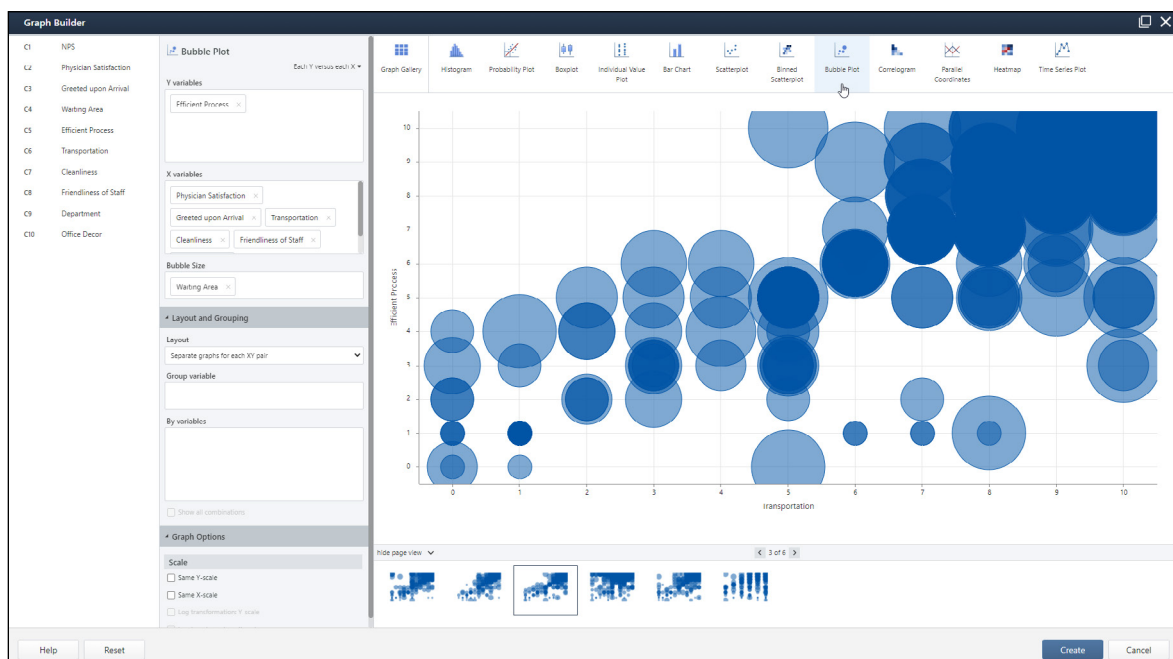 Graph Builder
C1 NPS
C2 Physician Satisfaction
C3 Greeted upon Arrival
C4 Waiting Area
C5 Efficient Process
C6 Transportation
C7 Cleanliness
C8 Friendliness of Staff
C9 Department
C10 Office Decor
Bubble Plot
Each Y versus each X
Y variables
Efficient Process ×
X variables
Physician Satisfaction ×
Greeted upon Arrival × Transportation ×
Cleanliness × Friendliness of Staff ×
Bubble Size
Waiting Area ×
Layout and Grouping
Layout
Separate graphs for each XY pair
Group variable
By variables
Show all combinations
Graph Options
Scale
Same Y-scale
Same X-scale
Log transformation: Y scale
Graph Gallery
Histogram
Probability Plot
Boxplot
Individual Value
Plot
Bar Chart
Scatterplot
Binned
Scatterplot
Bubble Plot
Correlogram
Parallel
Coordinates
Heatmap
Time Series Plot
Efficient Process
10
9
8
7
6
5
4
3
2
1
0
0 1 2 3 4 5 6 7 8 9 10
Transportation
hide page view
< 3 of 6 >
Help Reset
Create Cancel